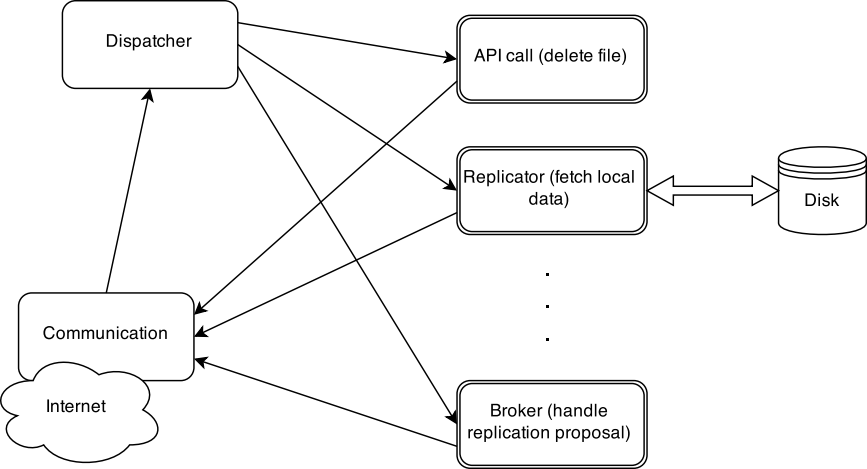 Dispatcher
API call (delete file)
Replicator (fetch local
data)
Disk
Communication
Internet
Broker (handle
replication proposal)